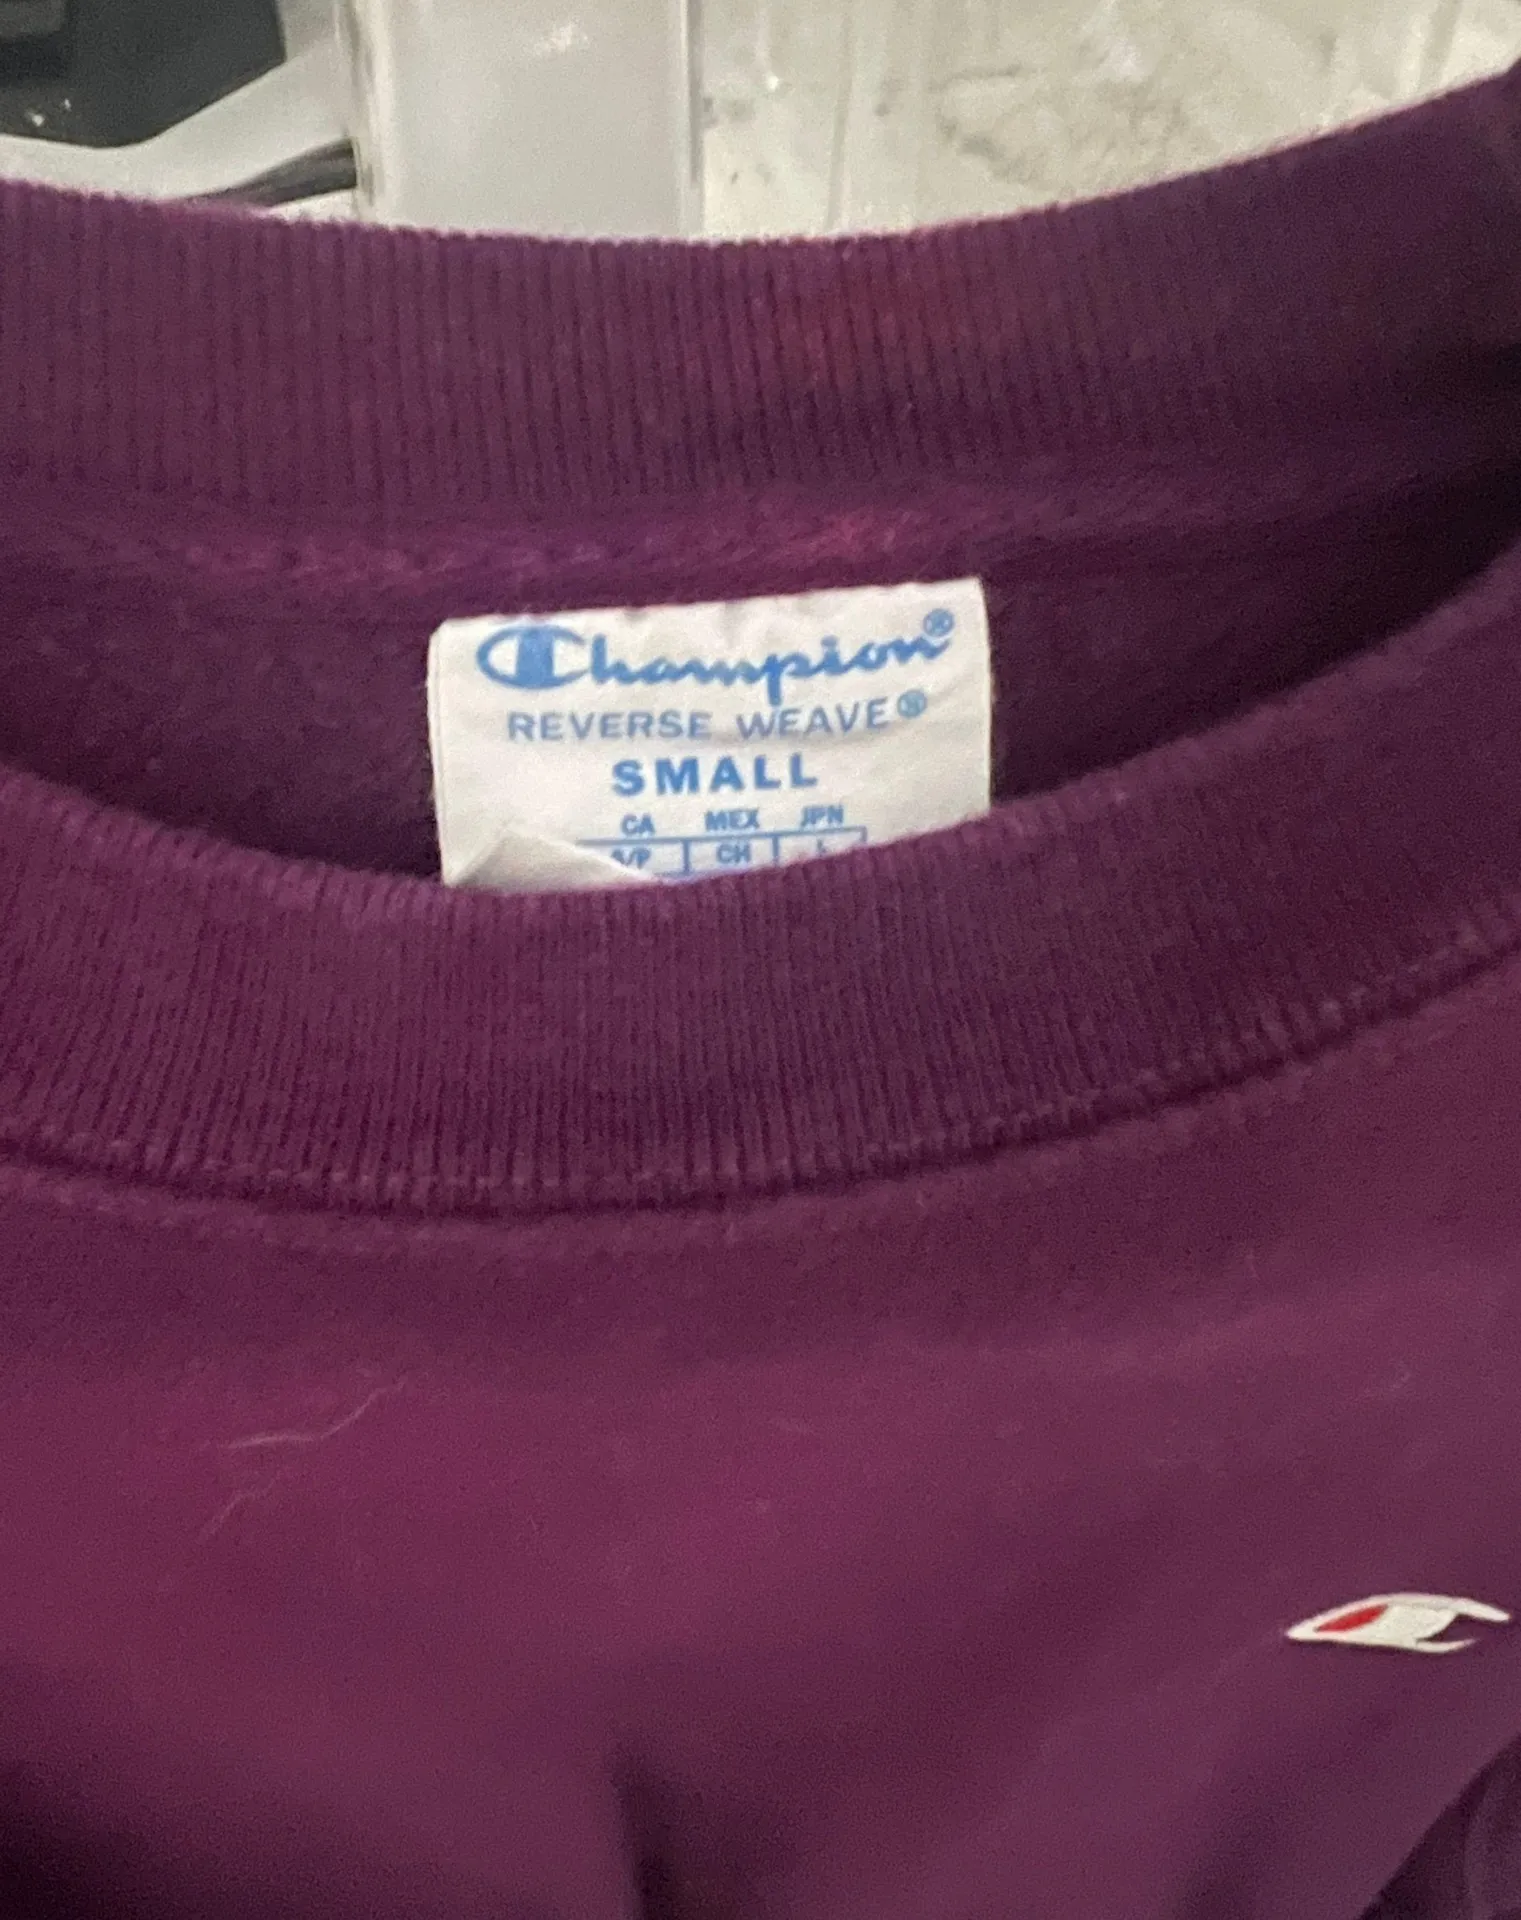 Champion®
REVERSE WEAVE®
SMALL
CA MEX JPN
S/P CH L